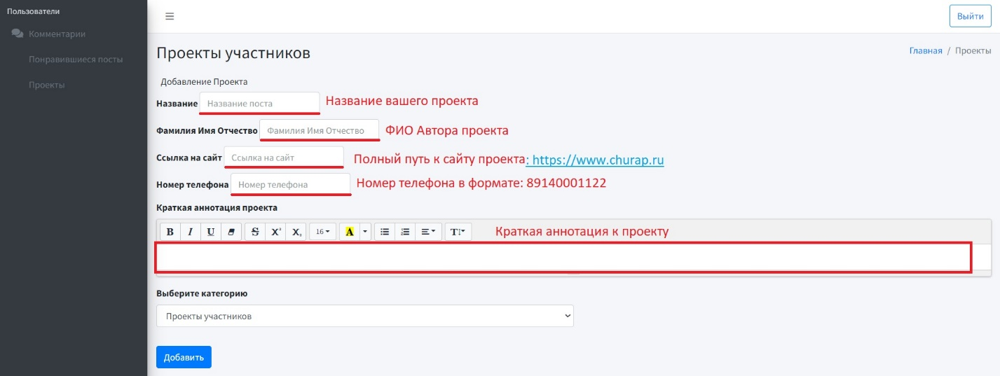 Пользователи
Комментарии
Понравившиеся посты
Проекты
Выйти
Проекты участников
Главная / Проекты
Добавление Проекта
Название Название поста Название вашего проекта
Фамилия Имя Отчество Фамилия Имя Отчество ФИО Автора проекта
Ссылка на сайт Ссылка на сайт Полный путь к сайту проекта: https://www.churap.ru
Номер телефона Номер телефона Номер телефона в формате: 89140001122
Краткая аннотация проекта
B I U S X² X₂ 16 A T Краткая аннотация к проекту
Выберите категорию
Проекты участников
Добавить